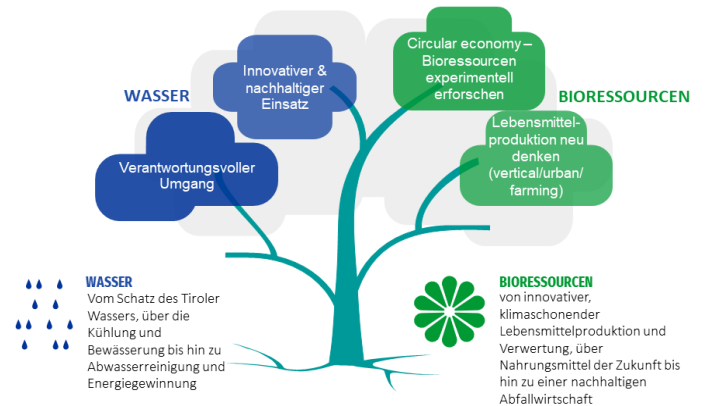 Circular economy –
Bioressourcen
experimentell
erforschen
Innovativer &
nachhaltiger
Einsatz
WASSER
BIORESSOURCEN
Lebensmittel-
produktion neu
denken
(vertical/urban/
farming)
Verantwortungsvoller
Umgang
WASSER
Vom Schatz des Tiroler
Wassers, über die
Kühlung und
Bewässerung bis hin zu
Abwasserreinigung und
Energiegewinnung
BIORESSOURCEN
von innovativer,
klimaschonender
Lebensmittelproduktion und
Verwertung, über
Nahrungsmittel der Zukunft bis
hin zu einer nachhaltigen
Abfallwirtschaft